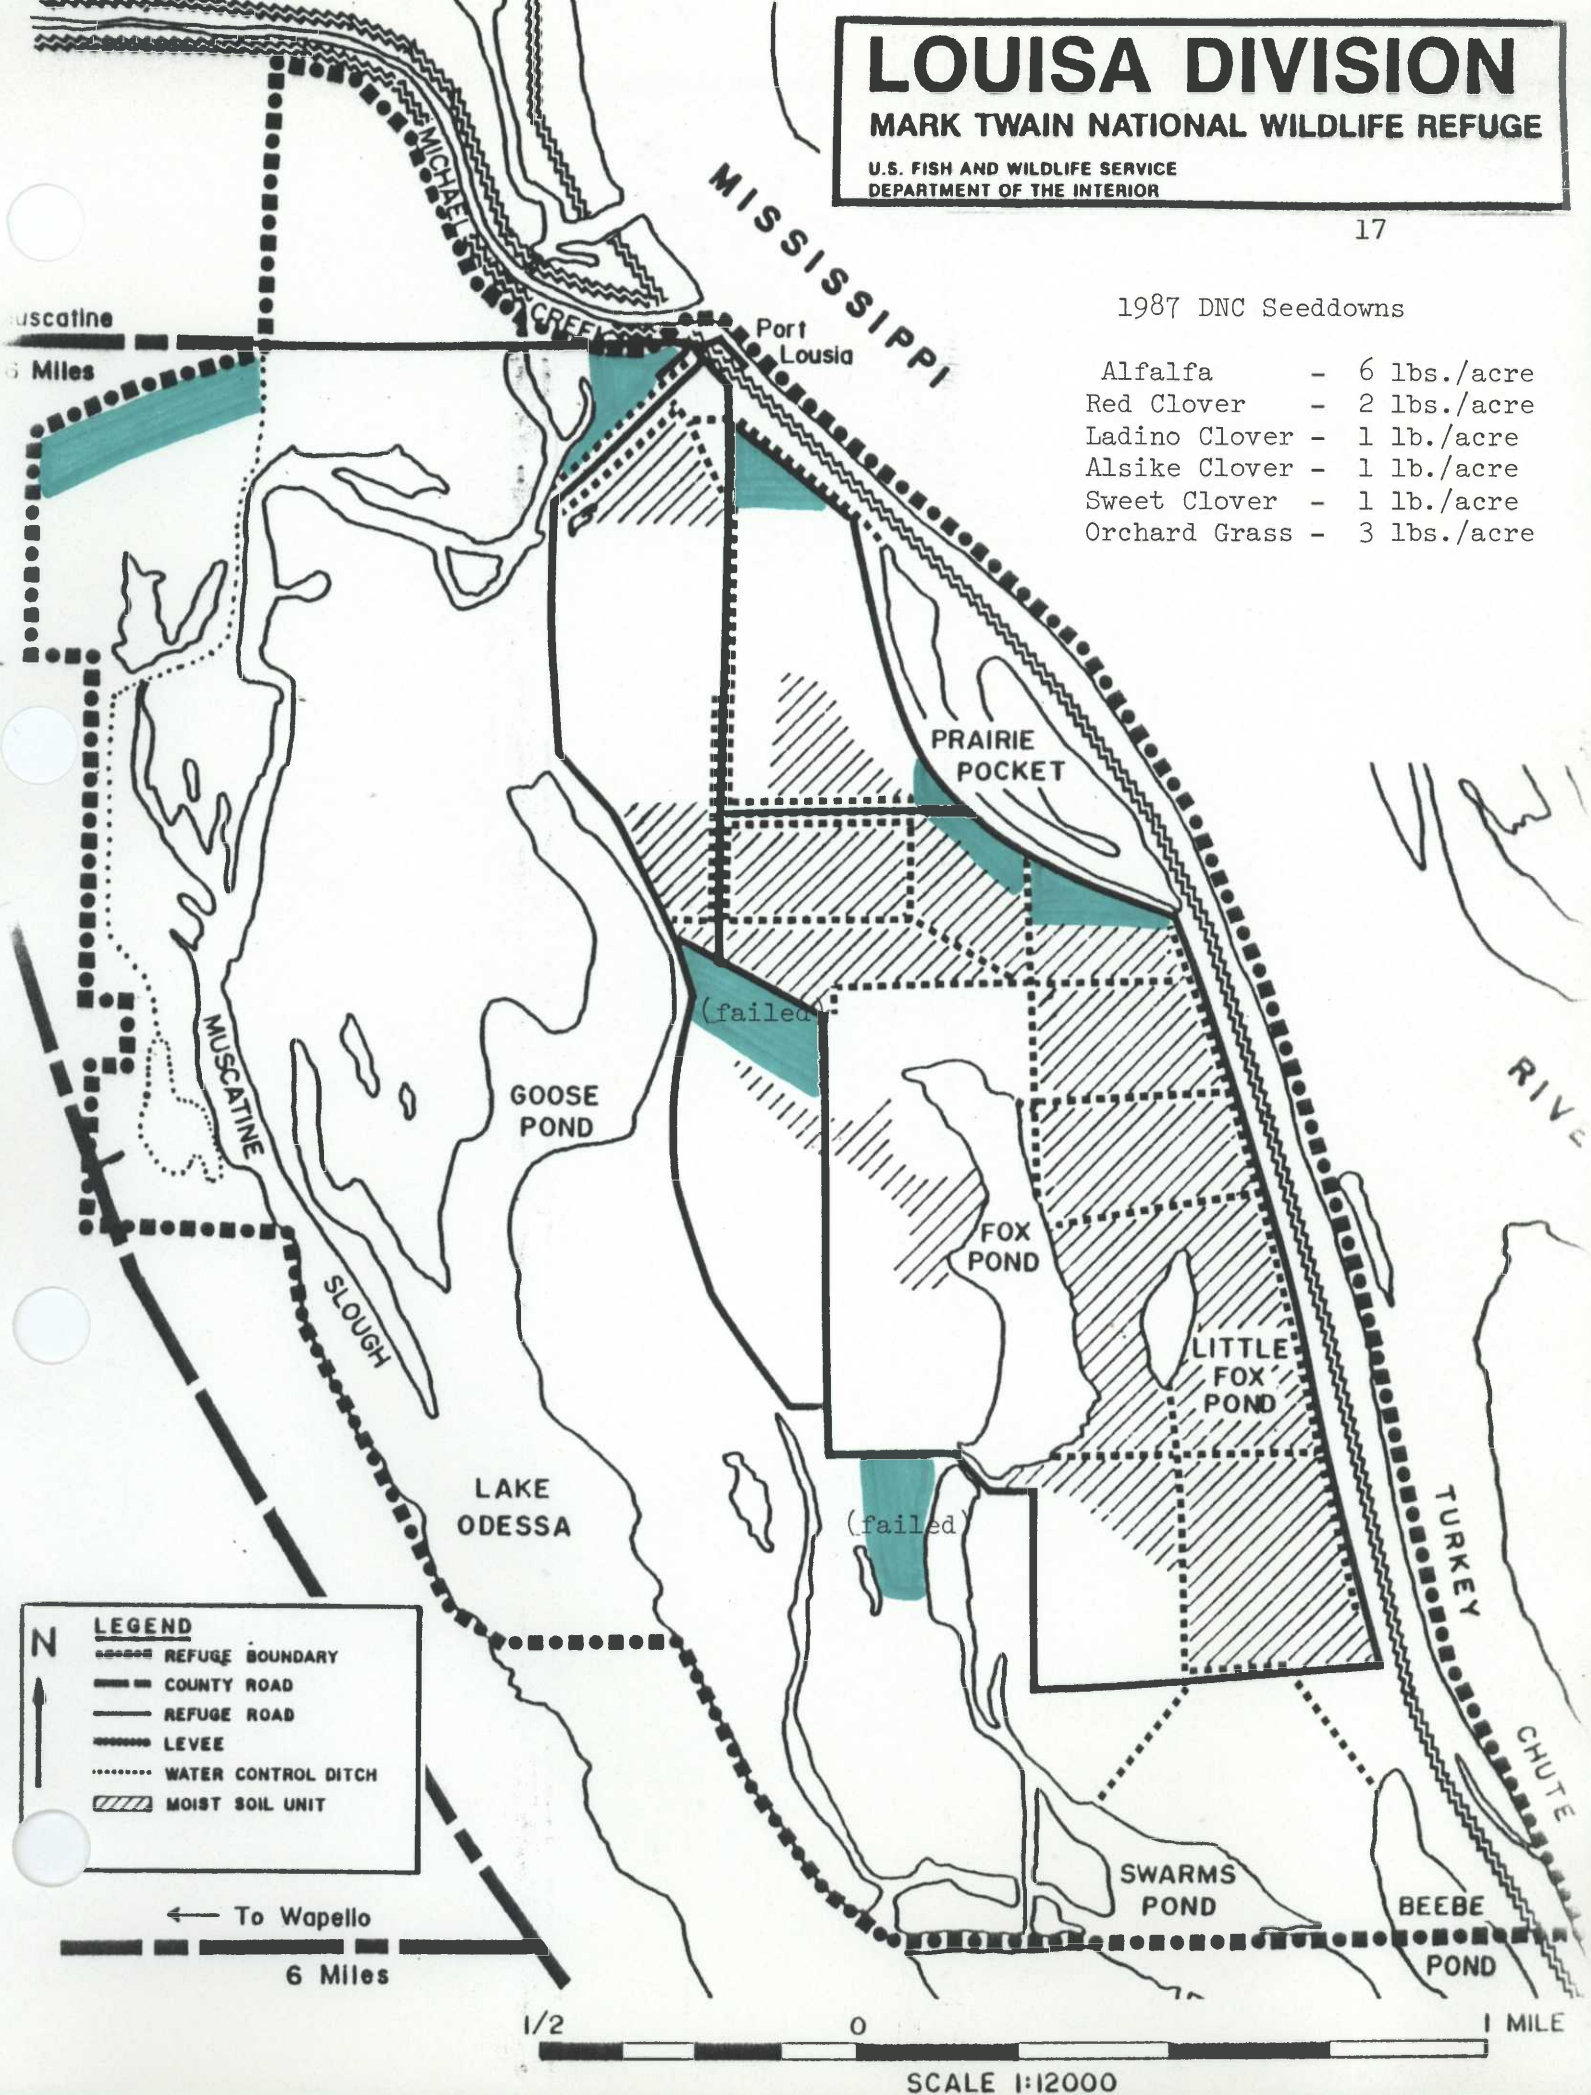 LOUISA DIVISION
MARK TWAIN NATIONAL WILDLIFE REFUGE
U.S. FISH AND WILDLIFE SERVICE
DEPARTMENT OF THE INTERIOR
17
1987 DNC Seeddowns
Alfalfa - 6 lbs./acre
Red Clover - 2 lbs./acre
Ladino Clover - 1 lb./acre
Alsike Clover - 1 lb./acre
Sweet Clover - 1 lb./acre
Orchard Grass - 3 lbs./acre
MISSISSIPPI
MICHAEL
CREEK
uscatine
Miles
Port
Lousia
PRAIRIE
POCKET
(failed)
MUSCATINE
SLOUGH
GOOSE
POND
FOX
POND
LITTLE
FOX
POND
LAKE
ODESSA
(failed)
TURKEY
CHUTE
N
LEGEND
REFUGE BOUNDARY
COUNTY ROAD
REFUGE ROAD
LEVEE
WATER CONTROL DITCH
MOIST SOIL UNIT
← To Wapello
6 Miles
SWARMS
POND
BEEBE
POND
1/2 0 1 MILE
SCALE 1:12000